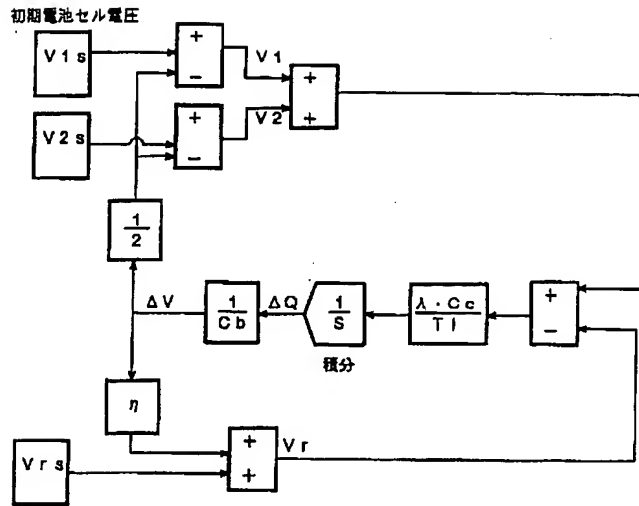 初期電池セル電圧
V1s
+
−
V1
+
+
V2s
+
−
V2
1
2
ΔV
1
Cb
ΔQ
1
S
積分
λ・Cc
Tl
+
−
η
Vrs
+
+
Vr